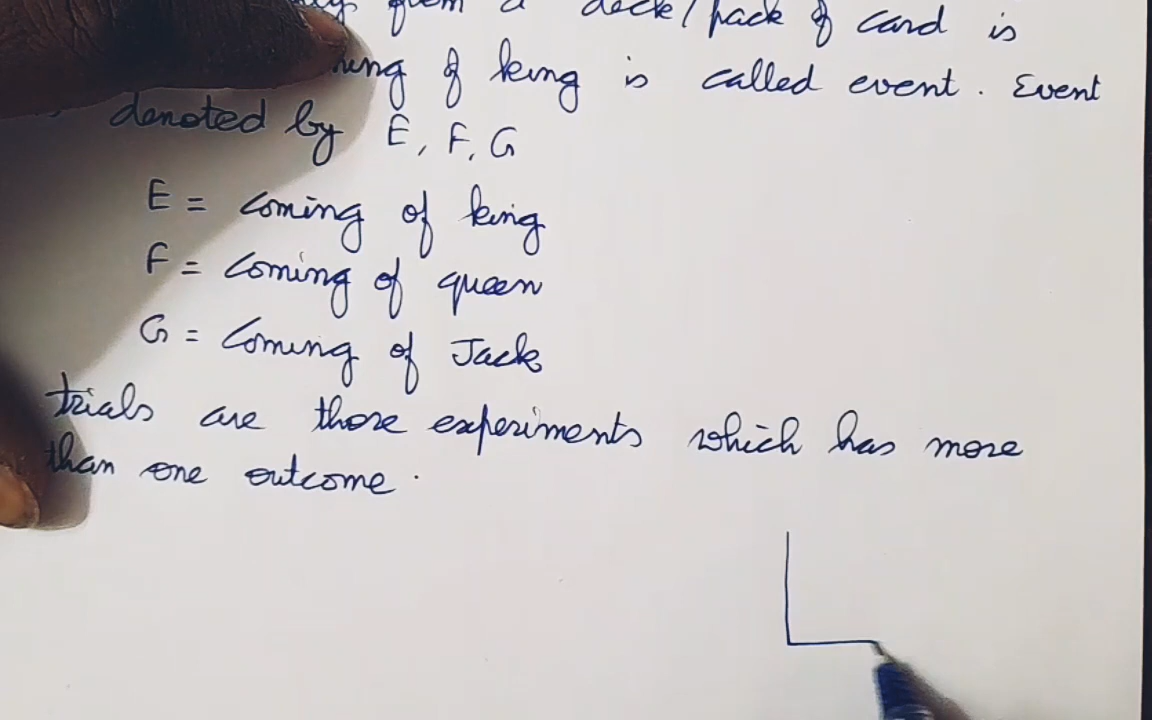 from a deck/pack of card is
of king is called event. Event
denoted by E, F, G
E = Coming of king
F = Coming of queen
G = Coming of Jack
trials are those experiments which has more
than one outcome.